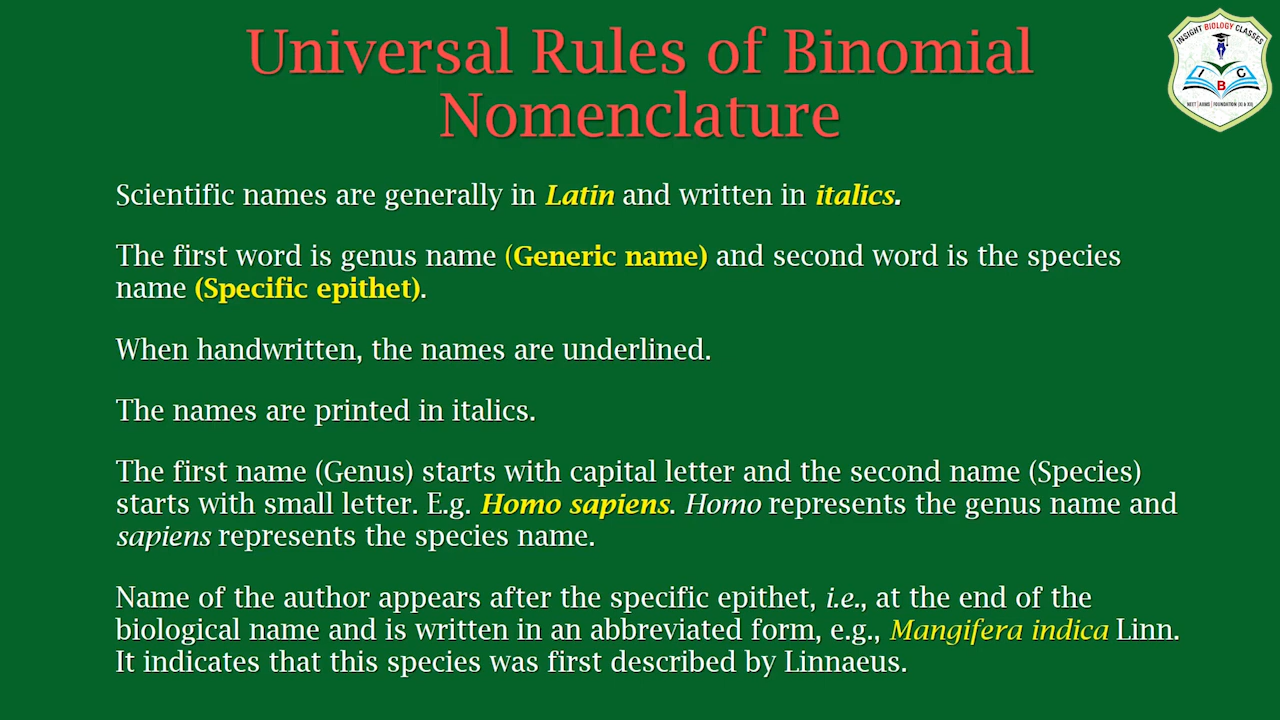 Universal Rules of Binomial
Nomenclature
INSIGHT BIOLOGY CLASSES
I B C
NEET | AIIMS | FOUNDATION (XI & XII)
Scientific names are generally in Latin and written in italics.
The first word is genus name (Generic name) and second word is the species
name (Specific epithet).
When handwritten, the names are underlined.
The names are printed in italics.
The first name (Genus) starts with capital letter and the second name (Species)
starts with small letter. E.g. Homo sapiens. Homo represents the genus name and
sapiens represents the species name.
Name of the author appears after the specific epithet, i.e., at the end of the
biological name and is written in an abbreviated form, e.g., Mangifera indica Linn.
It indicates that this species was first described by Linnaeus.